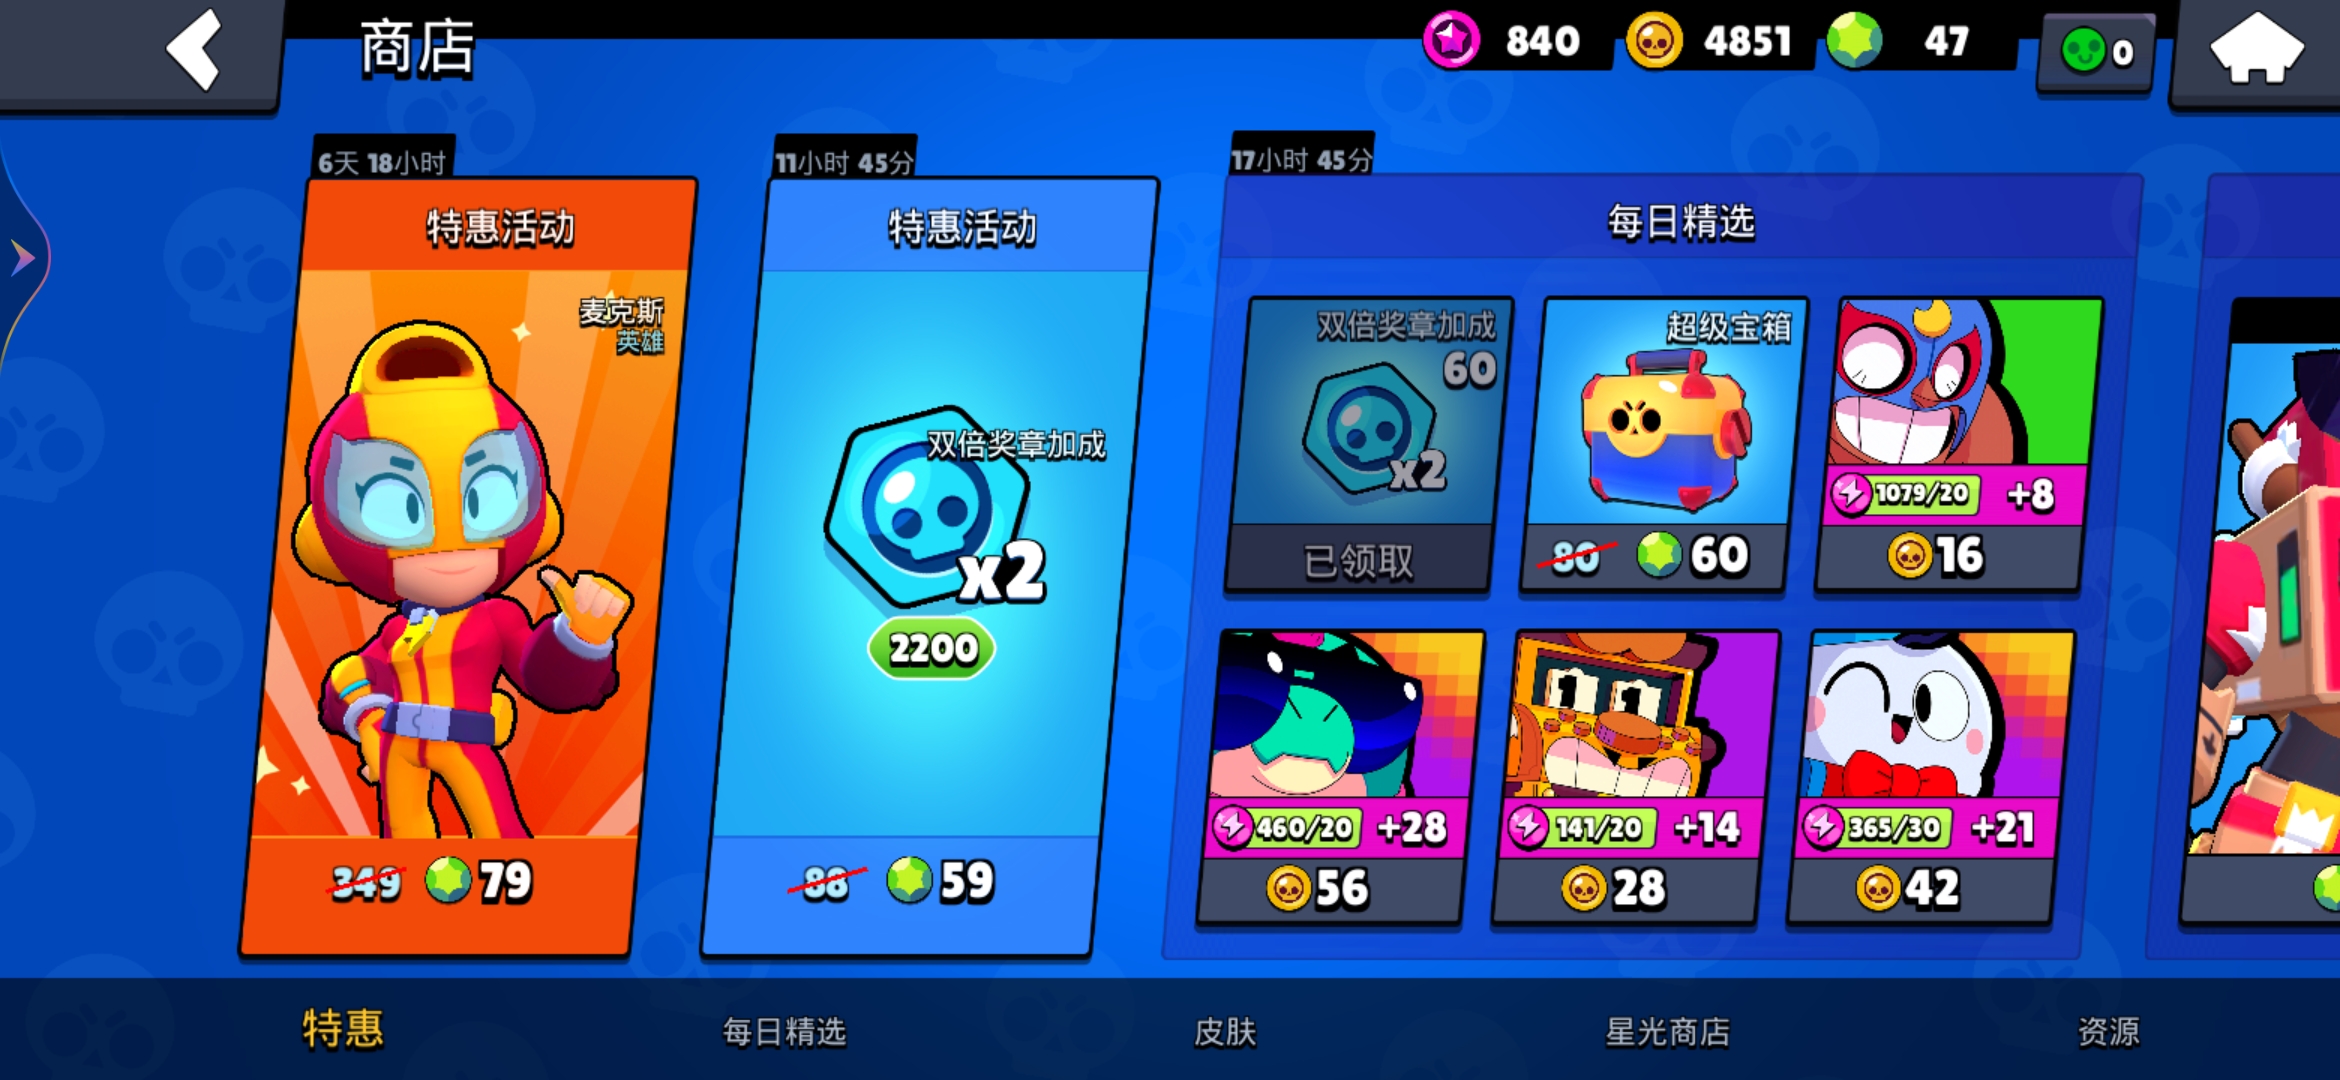 商店
840
4851
47
0
6天 18小时
特惠活动
麦克斯
英雄
349
79
11小时 45分
特惠活动
双倍奖章加成
x2
2200
88
59
17小时 45分
每日精选
双倍奖章加成
60
x2
已领取
超级宝箱
80
60
1079/20
+8
16
460/20
+28
56
141/20
+14
28
365/30
+21
42
特惠
每日精选
皮肤
星光商店
资源